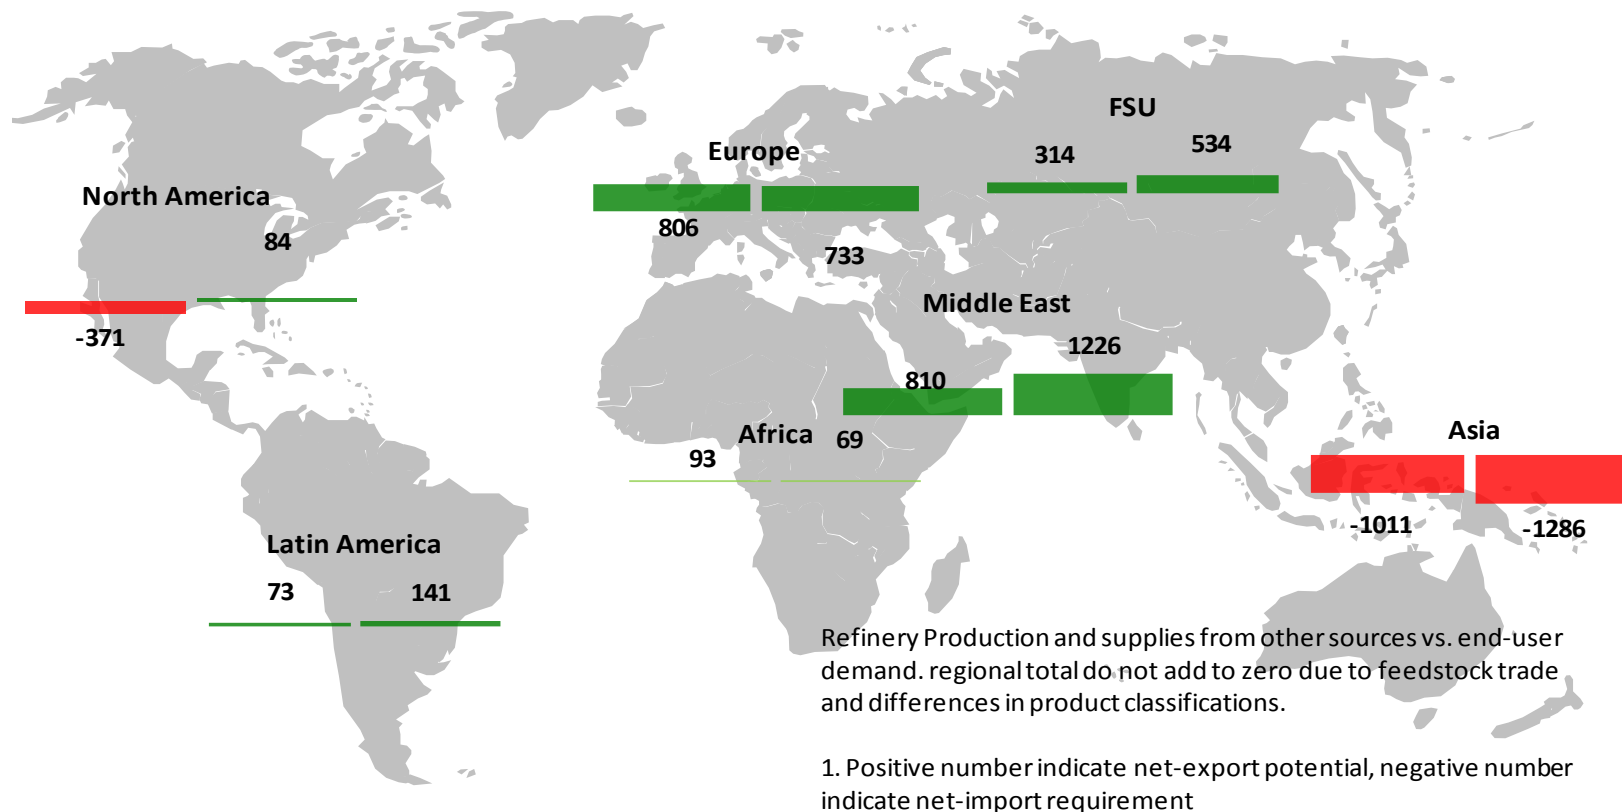 FSU
314
534
Europe
806
733
North America
84
-371
Middle East
1226
810
Africa
69
93
Asia
-1011
-1286
Latin America
73
141
Refinery Production and supplies from other sources vs. end-user
demand. regional total do not add to zero due to feedstock trade
and differences in product classifications.
1. Positive number indicate net-export potential, negative number
indicate net-import requirement